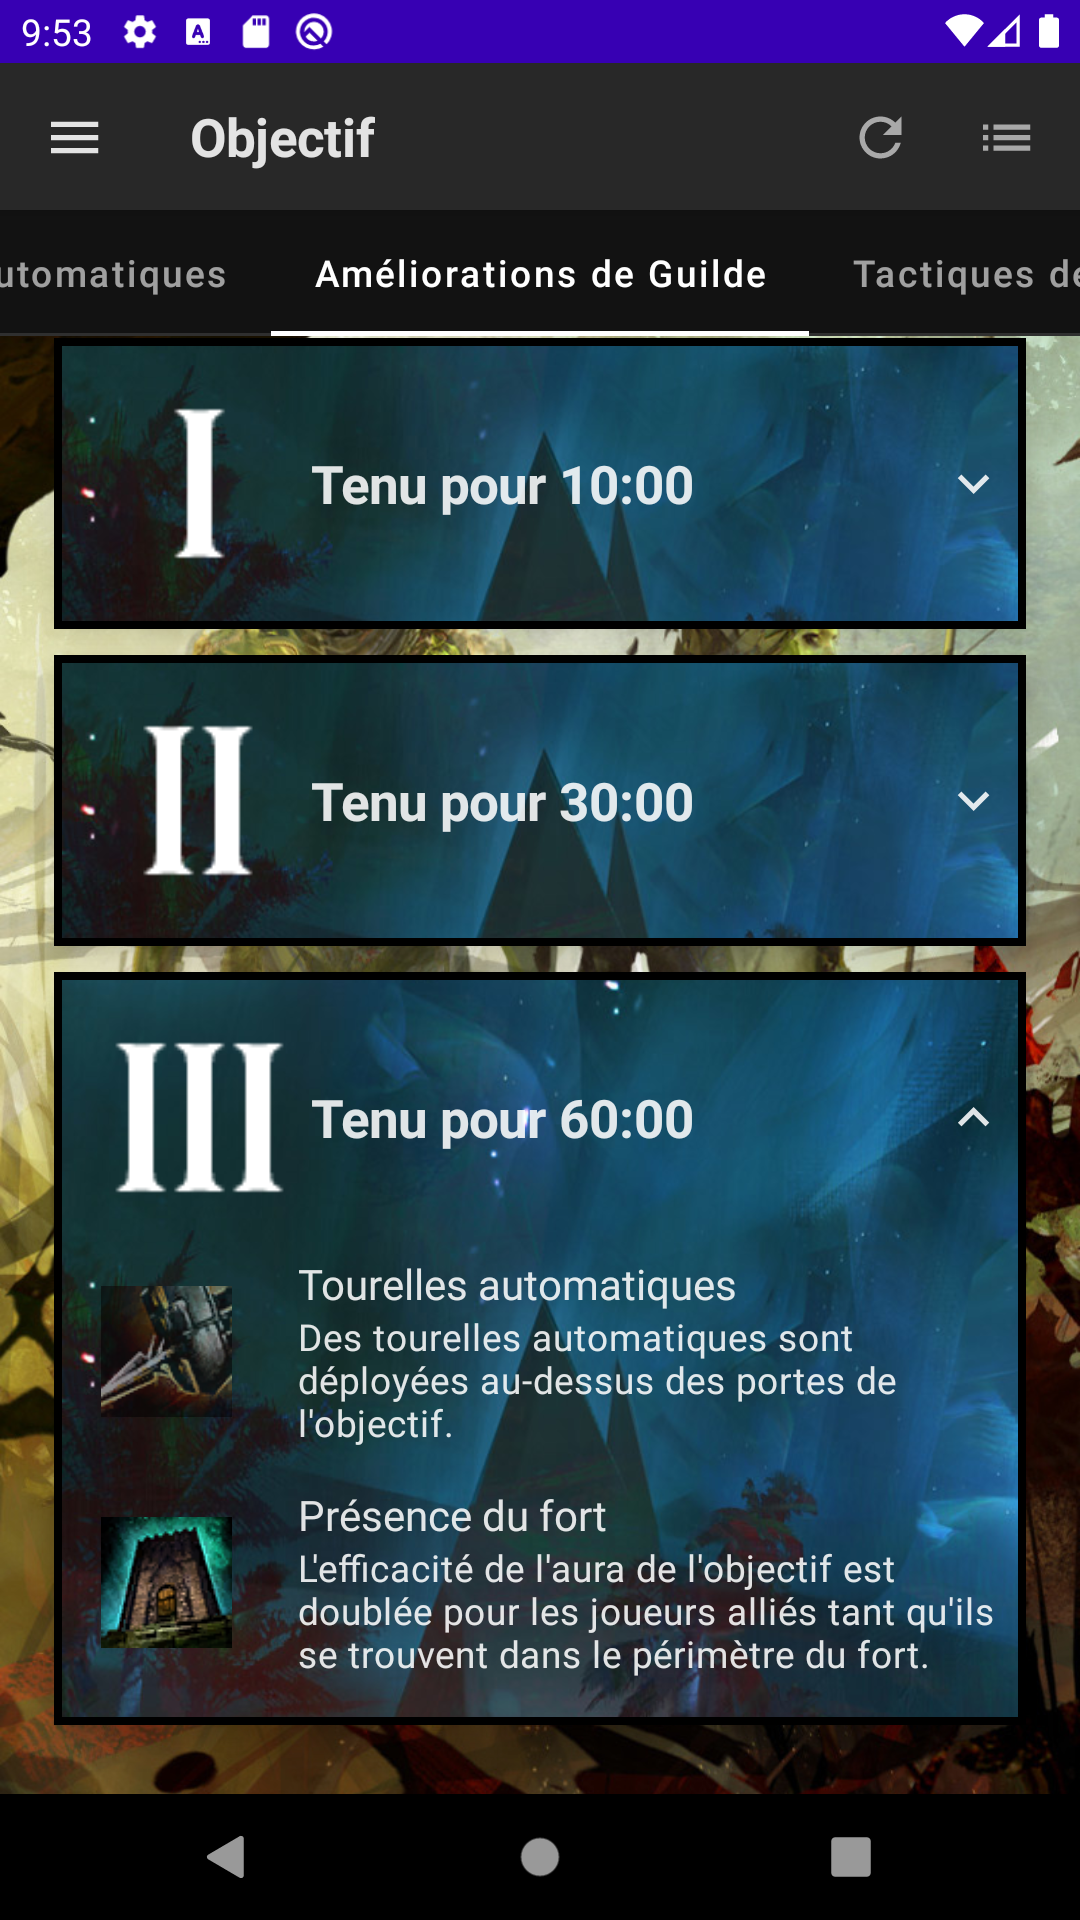 9:53
Objectif
utomatiques
Améliorations de Guilde
Tactiques de
I
Tenu pour 10:00
II
Tenu pour 30:00
III
Tenu pour 60:00
Tourelles automatiques
Des tourelles automatiques sont
déployées au-dessus des portes de
l'objectif.
Présence du fort
L'efficacité de l'aura de l'objectif est
doublée pour les joueurs alliés tant qu'ils
se trouvent dans le périmètre du fort.